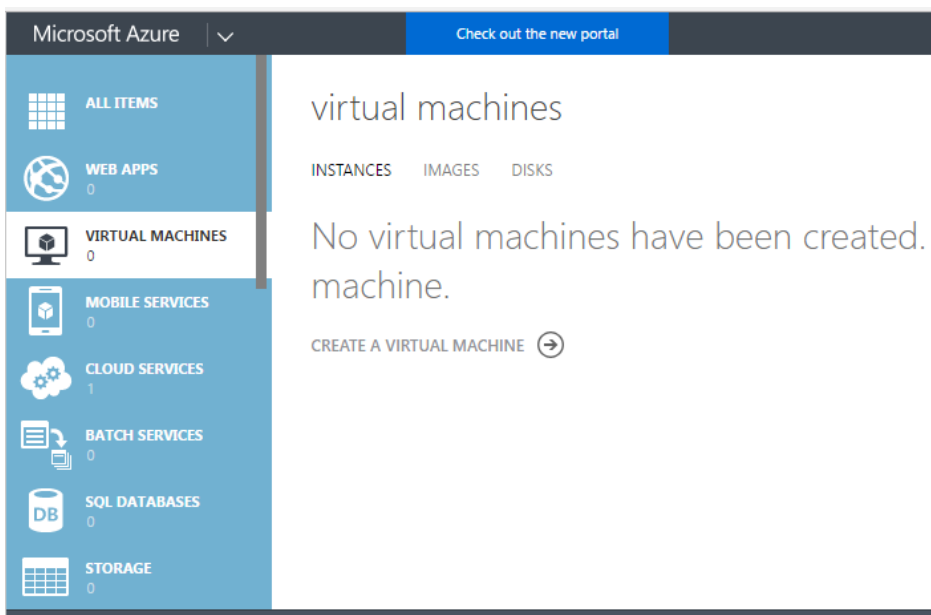 Microsoft Azure
Check out the new portal
ALL ITEMS
WEB APPS
0
VIRTUAL MACHINES
0
MOBILE SERVICES
0
CLOUD SERVICES
1
BATCH SERVICES
0
DB
SQL DATABASES
0
STORAGE
0
virtual machines
INSTANCES IMAGES DISKS
No virtual machines have been created.
machine.
CREATE A VIRTUAL MACHINE